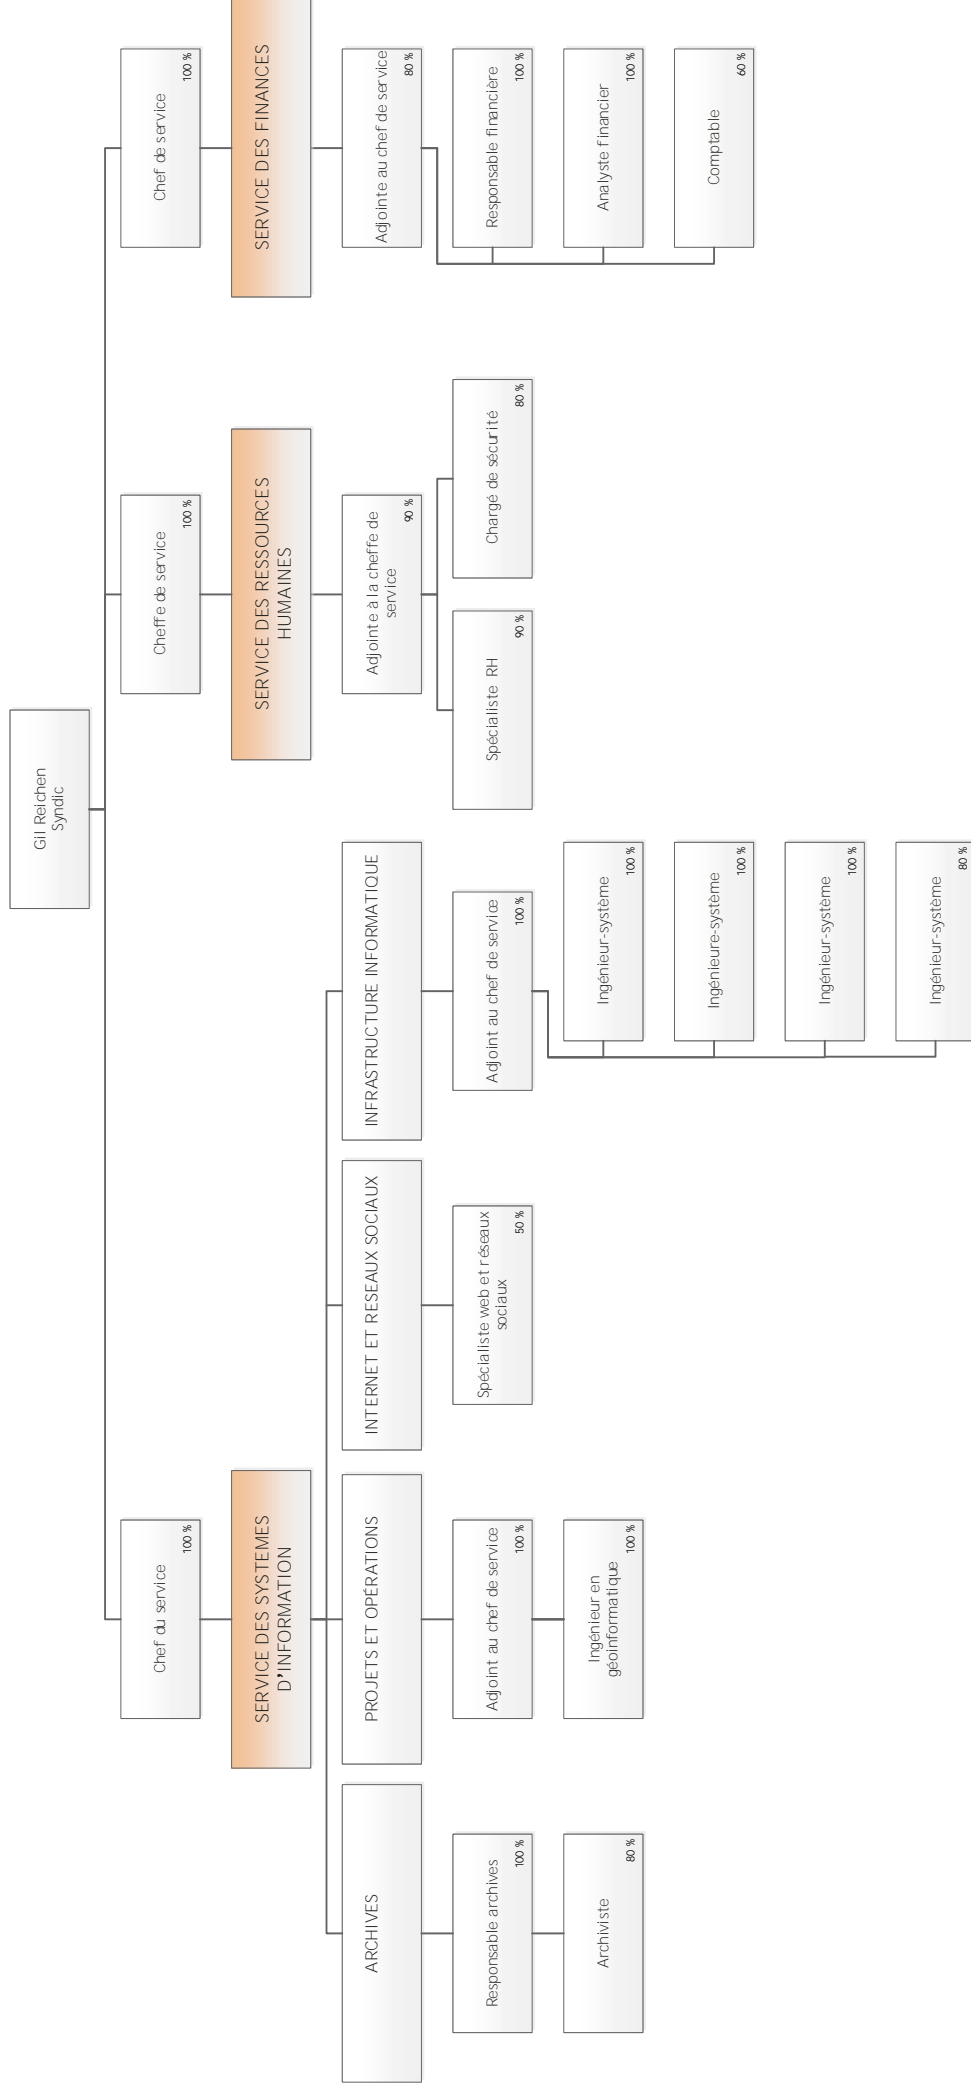 Gil Reichen
Syndic
Chef du service
100 %
Cheffe de service
100 %
Chef de service
100 %
SERVICE DES SYSTEMES
D’INFORMATION
SERVICE DES RESSOURCES
HUMAINES
SERVICE DES FINANCES
ARCHIVES
PROJETS ET OPÉRATIONS
INTERNET ET RESEAUX SOCIAUX
INFRASTRUCTURE INFORMATIQUE
Adjointe à la cheffe de
service
90 %
Adjointe au chef de service
80 %
Responsable archives
100 %
Adjoint au chef de service
100 %
Spécialiste web et réseaux
sociaux
50 %
Adjoint au chef de service
100 %
Spécialiste RH
90 %
Chargé de sécurité
80 %
Responsable financière
100 %
Archiviste
80 %
Ingénieur en
géoinformatique
100 %
Ingénieur-système
100 %
Analyste financier
100 %
Ingénieure-système
100 %
Comptable
60 %
Ingénieur-système
100 %
Ingénieur-système
80 %